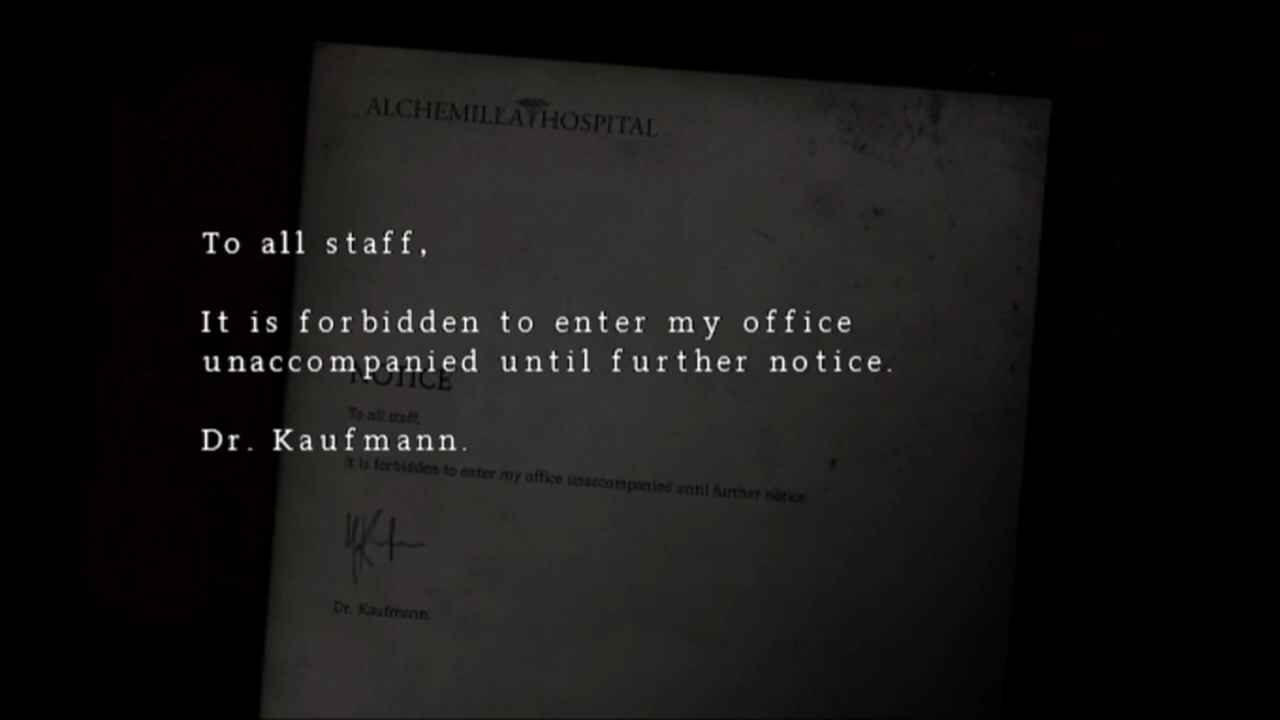 ALCHEMILLA HOSPITAL
To all staff,
It is forbidden to enter my office
unaccompanied until further notice.
Dr. Kaufmann.
NOTICE
To all staff,
It is forbidden to enter my office unaccompanied until further notice.
Dr. Kaufmann.